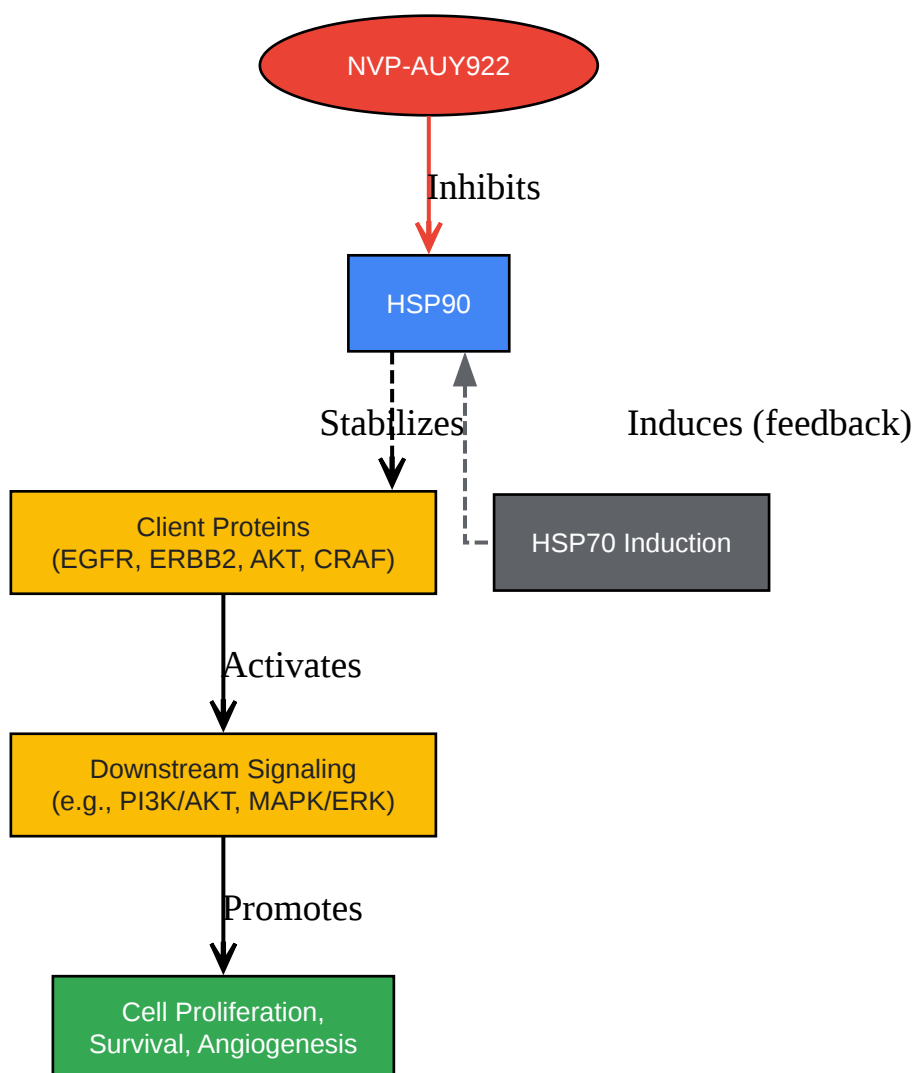 NVP-AUY922
Inhibits
HSP90
Stabilizes
Induces (feedback)
Client Proteins
(EGFR, ERBB2, AKT, CRAF)
HSP70 Induction
Activates
Downstream Signaling
(e.g., PI3K/AKT, MAPK/ERK)
Promotes
Cell Proliferation,
Survival, Angiogenesis